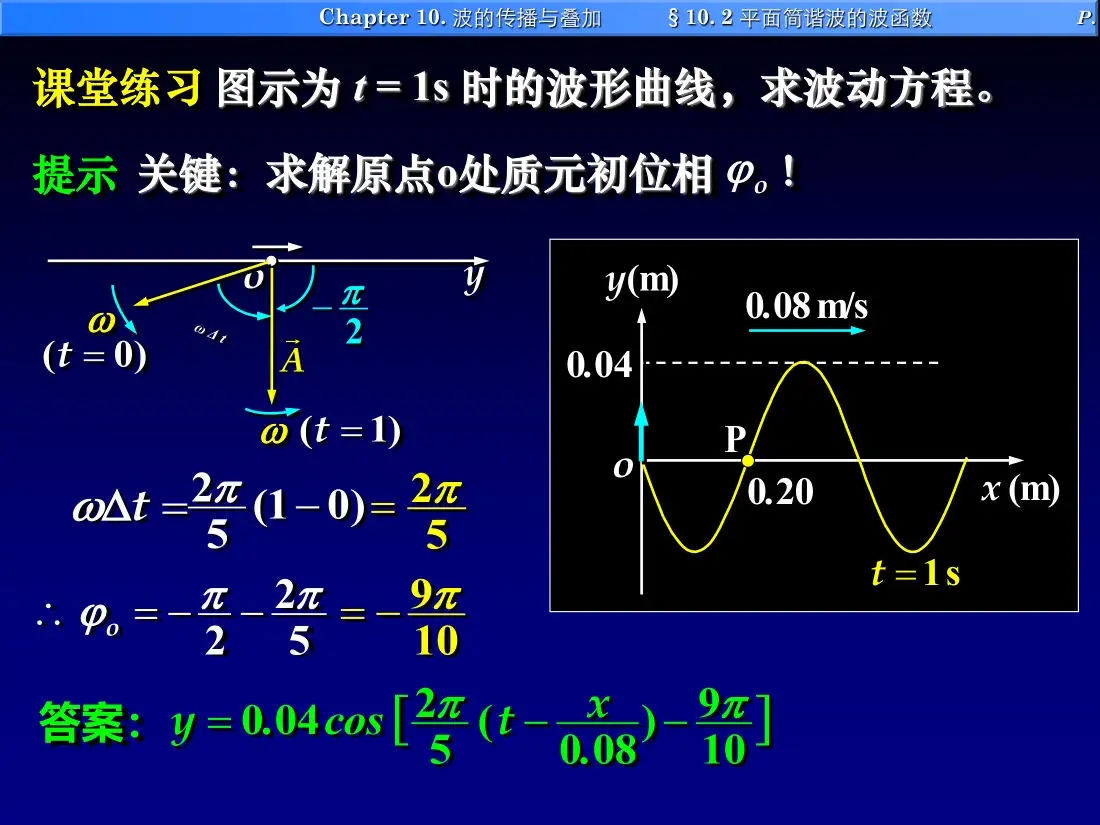 Chapter 10. 波的传播与叠加 § 10. 2 平面简谐波的波函数 P.
课堂练习 图示为 t = 1s 时的波形曲线，求波动方程。
提示 关键：求解原点o处质元初位相 φₒ！
o
y
ω
(t = 0)
ωΔt
−π/2
A⃗
ω (t = 1)
y(m)
0.08 m/s
0.04
P
o
0.20
x (m)
t = 1 s
ωΔt = 2π/5 (1 − 0) = 2π/5
∴ φₒ = − π/2 − 2π/5 = − 9π/10
答案： y = 0.04 cos [ 2π/5 ( t − x/0.08 ) − 9π/10 ]